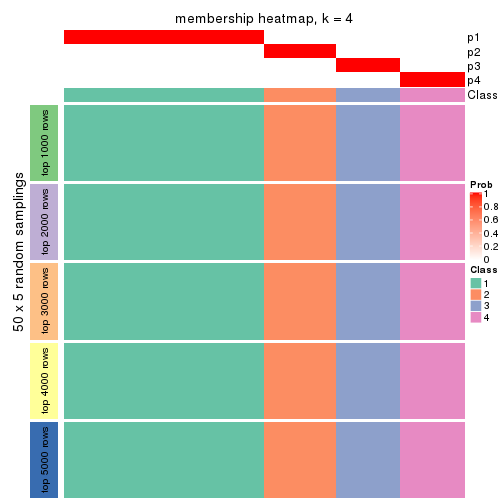 membership heatmap, k = 4
p1
p2
p3
p4
Class
50 x 5 random samplings
top 1000 rows
top 2000 rows
top 3000 rows
top 4000 rows
top 5000 rows
Prob
1
0.8
0.6
0.4
0.2
0
Class
1
2
3
4